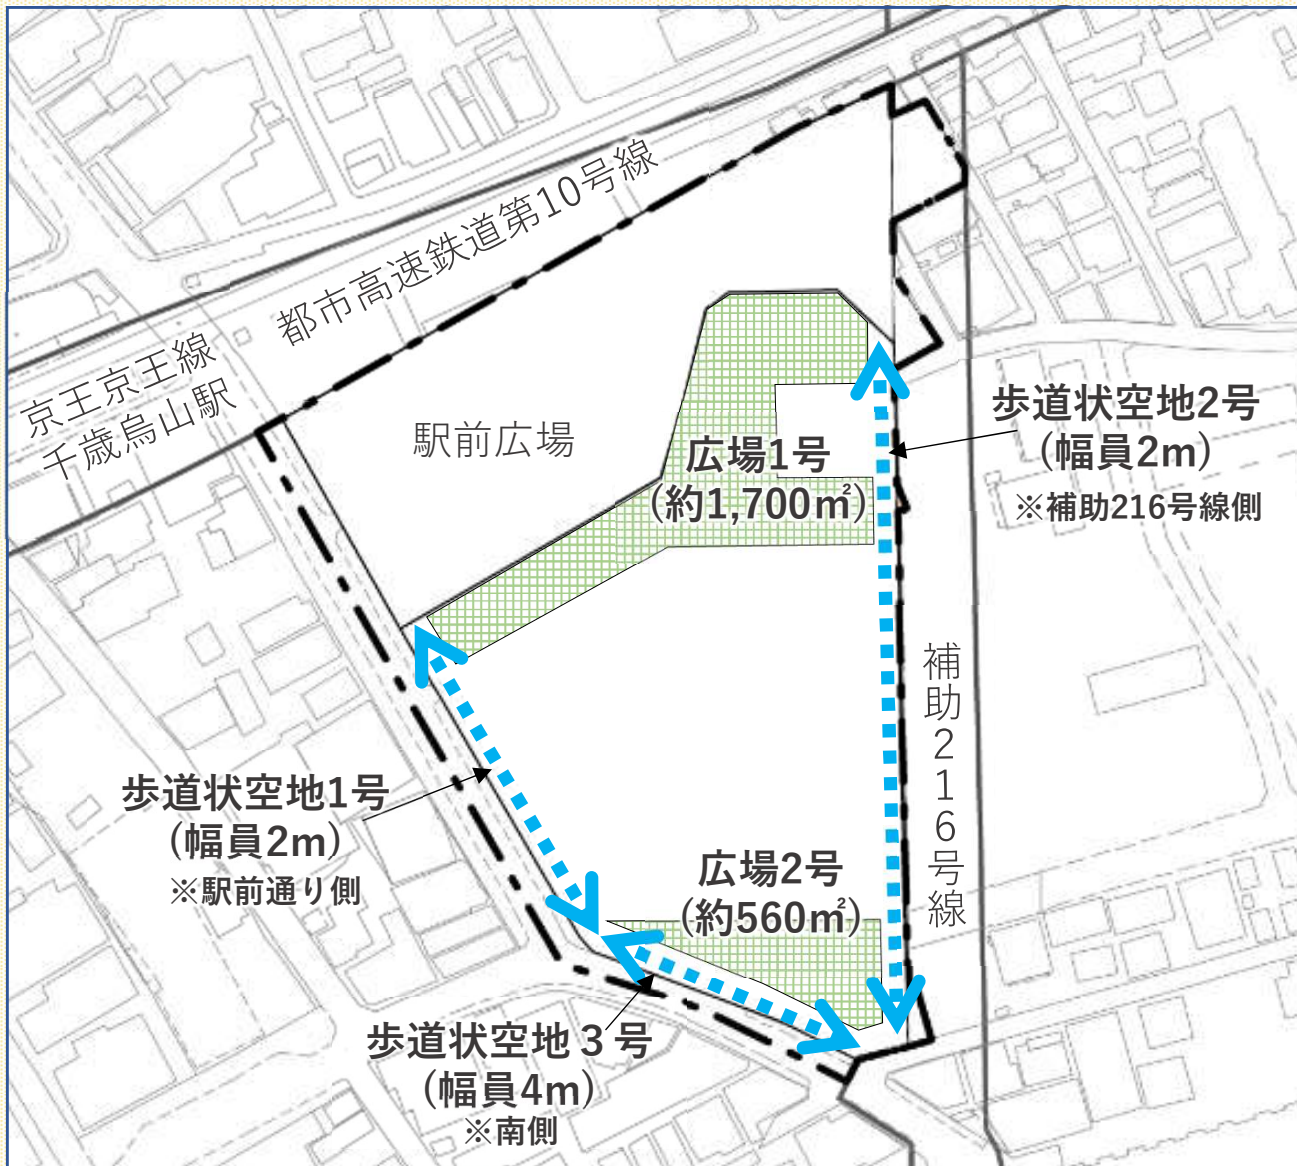 都市高速鉄道第10号線
京王京王線
千歳烏山駅
駅前広場
広場1号
(約1,700㎡)
歩道状空地2号
(幅員2m)
※補助216号線側
補助216号線
歩道状空地1号
(幅員2m)
※駅前通り側
広場2号
(約560㎡)
歩道状空地３号
(幅員4m)
※南側